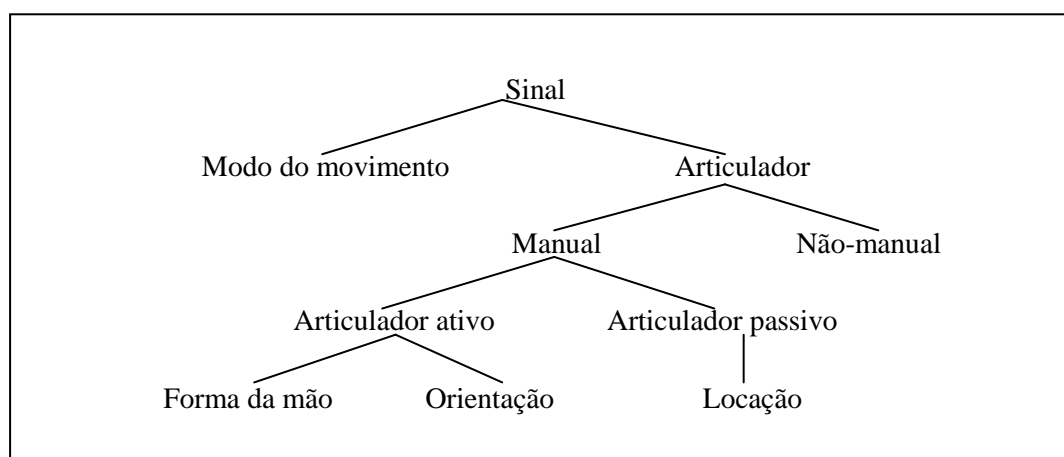 Sinal
Modo do movimento Articulador
Manual Não-manual
Articulador ativo Articulador passivo
Forma da mão Orientação Locação